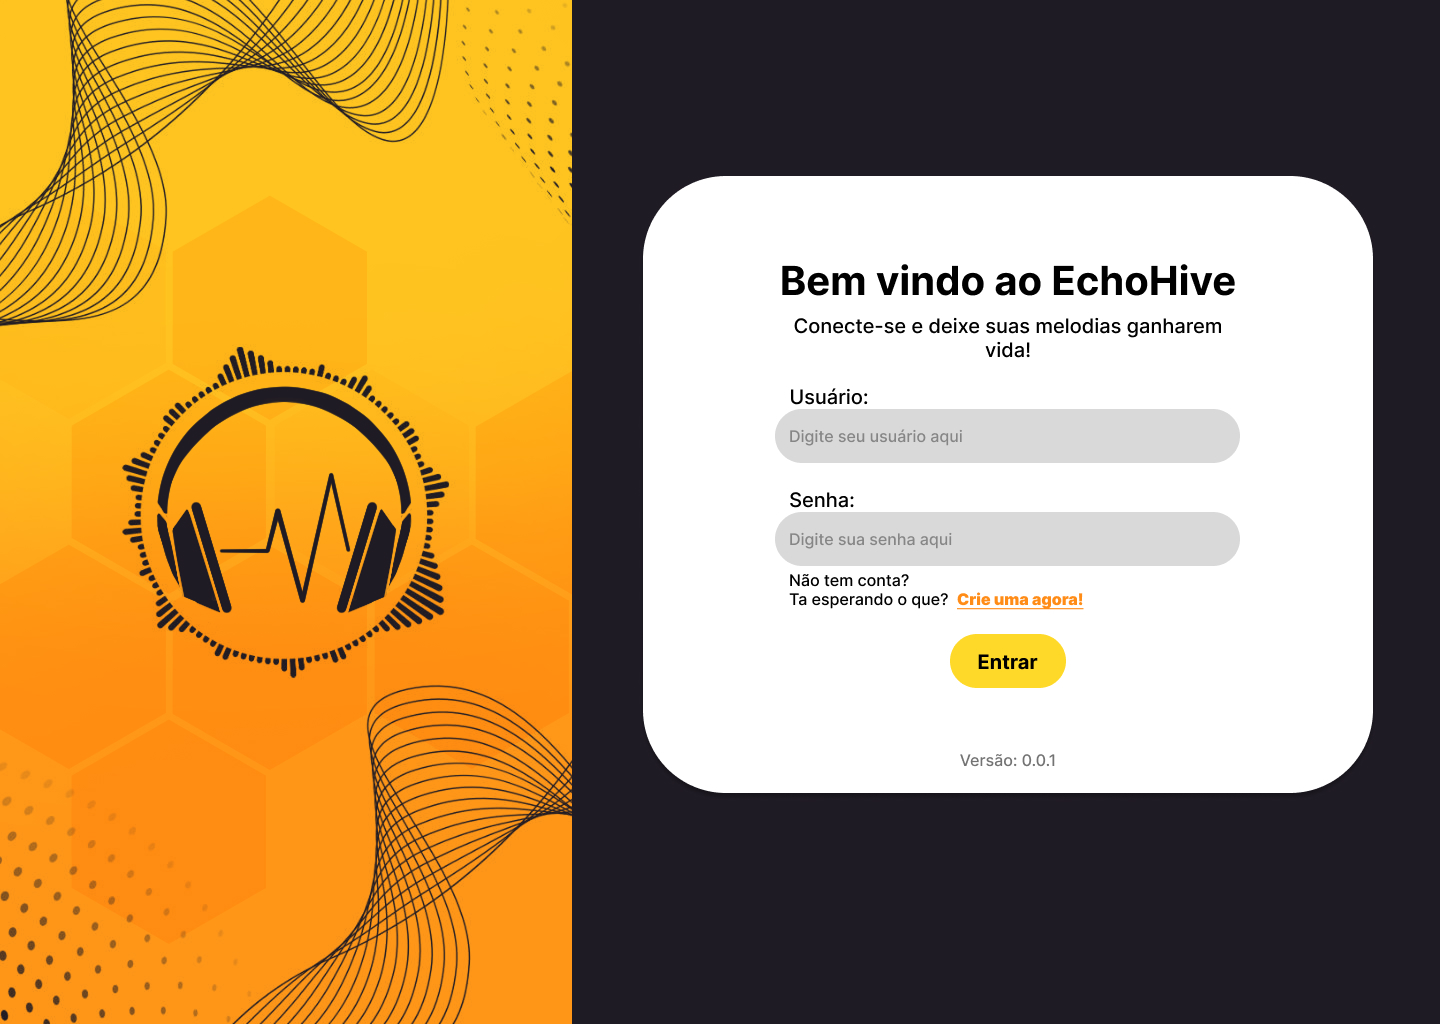 Bem vindo ao EchoHive
Conecte-se e deixe suas melodias ganharem
vida!
Usuário:
Digite seu usuário aqui
Senha:
Digite sua senha aqui
Não tem conta?
Ta esperando o que? Crie uma agora!
Entrar
Versão: 0.0.1